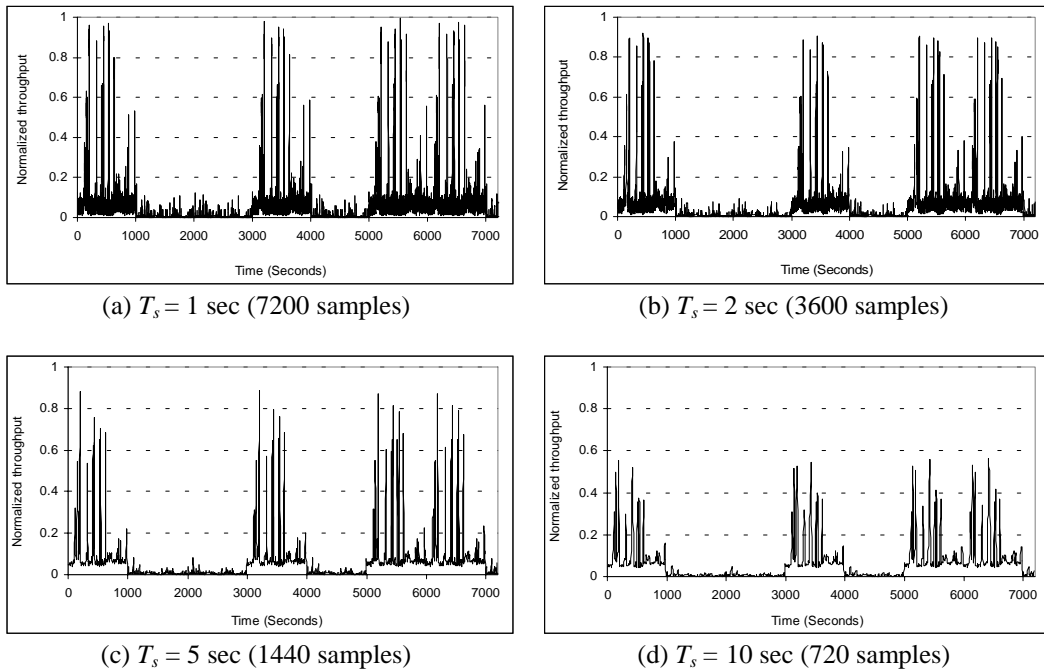 Normalized throughput
1
0.8
0.6
0.4
0.2
0
0 1000 2000 3000 4000 5000 6000 7000
Time (Seconds)
(a) Ts = 1 sec (7200 samples)
Normalized throughput
1
0.8
0.6
0.4
0.2
0
0 1000 2000 3000 4000 5000 6000 7000
Time (Seconds)
(b) Ts = 2 sec (3600 samples)
Normalized throughput
1
0.8
0.6
0.4
0.2
0
0 1000 2000 3000 4000 5000 6000 7000
Time (Seconds)
(c) Ts = 5 sec (1440 samples)
Normalized throughput
1
0.8
0.6
0.4
0.2
0
0 1000 2000 3000 4000 5000 6000 7000
Time (Seconds)
(d) Ts = 10 sec (720 samples)